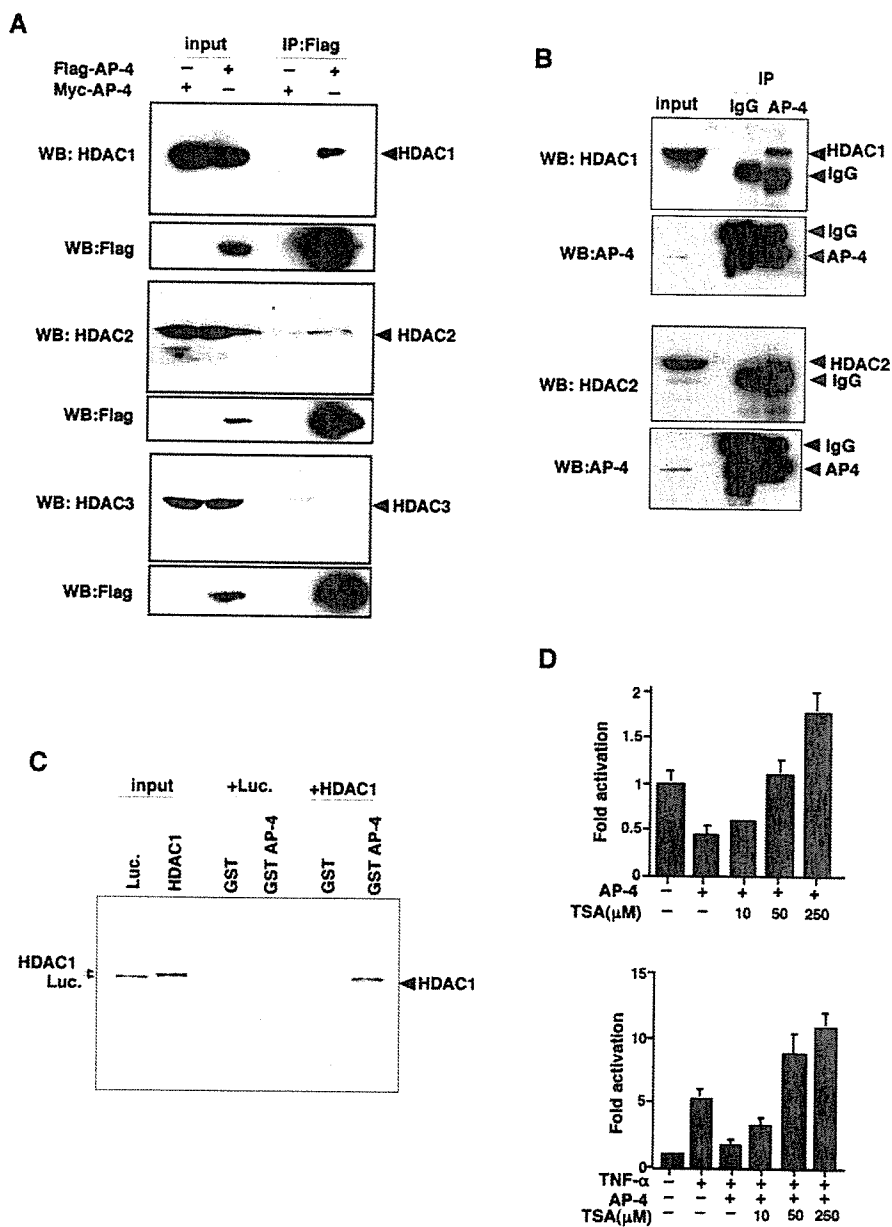 A
input IP:Flag
Flag-AP-4 – + – +
Myc-AP-4 + – + –
WB: HDAC1
HDAC1
WB:Flag
WB: HDAC2
HDAC2
WB:Flag
WB: HDAC3
HDAC3
WB:Flag
B
IP
input IgG AP-4
WB: HDAC1
HDAC1
IgG
WB:AP-4
IgG
AP-4
WB: HDAC2
HDAC2
IgG
WB:AP-4
IgG
AP4
C
input +Luc. +HDAC1
Luc. HDAC1 GST GST AP-4 GST GST AP-4
HDAC1
Luc.
HDAC1
D
Fold activation
2
1.5
1
0.5
0
AP-4 – + + + +
TSA(μM) – – 10 50 250
Fold activation
15
10
5
0
TNF-α – + + + + +
AP-4 – – + + + +
TSA(μM) – – – 10 50 250